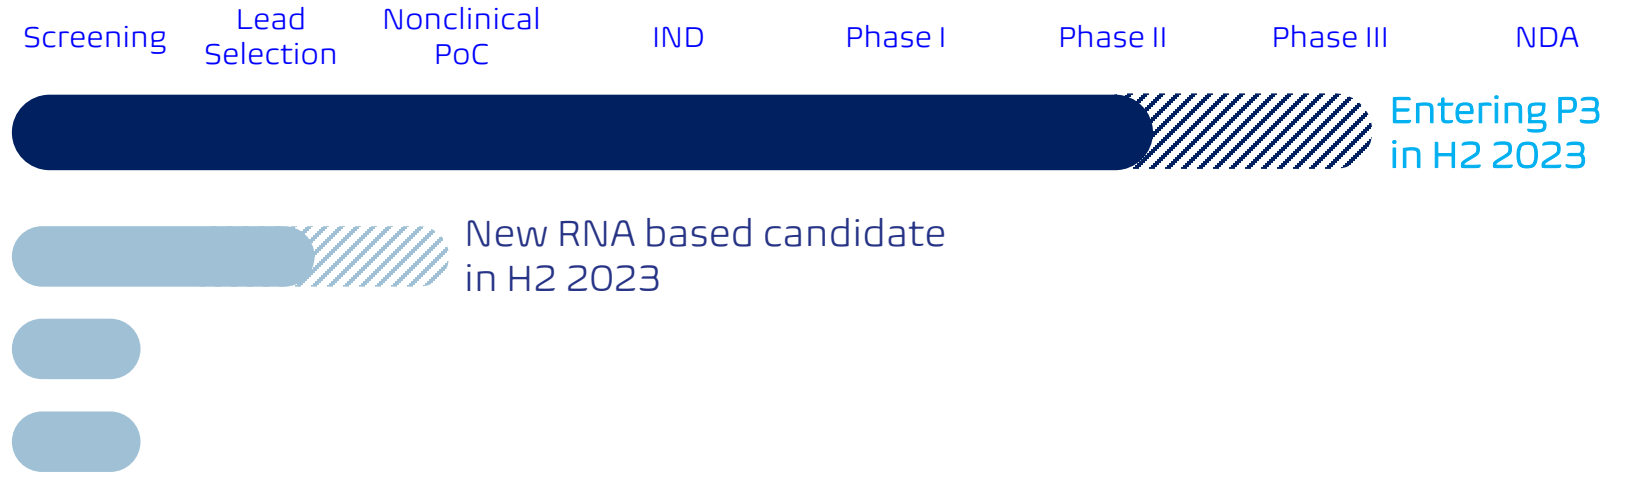 Screening Lead Selection Nonclinical PoC IND Phase I Phase II Phase III NDA
Entering P3
in H2 2023
New RNA based candidate
in H2 2023